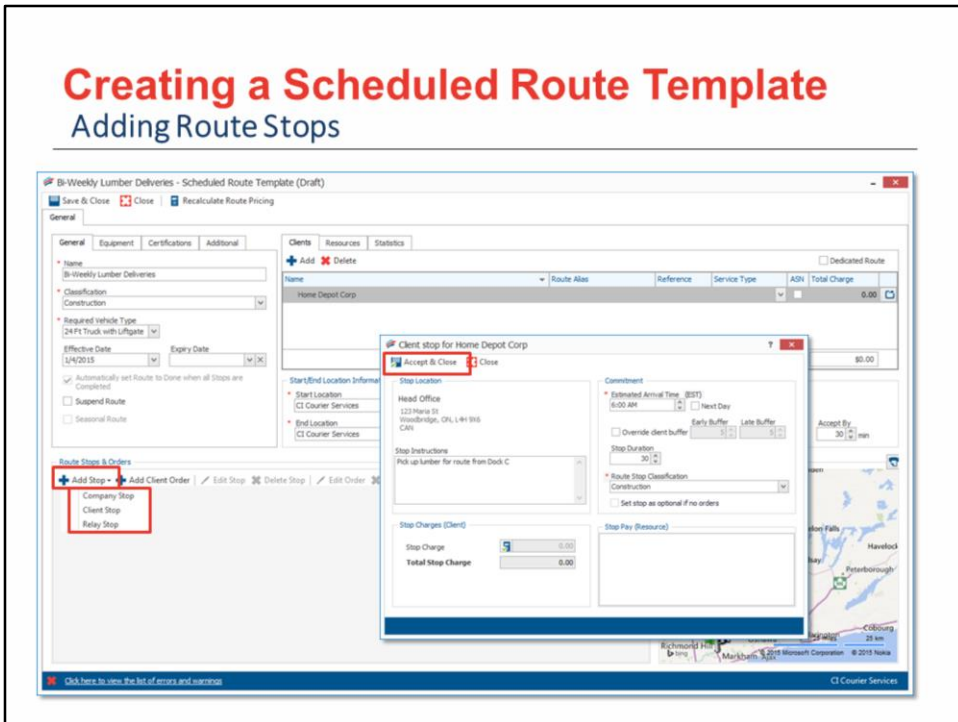 Creating a Scheduled Route Template
Adding Route Stops
Bi-Weekly Lumber Deliveries - Scheduled Route Template (Draft)
Save & Close Close Recalculate Route Pricing
General
General Equipment Certifications Additional
* Name
Bi-Weekly Lumber Deliveries
* Classification
Construction
* Required Vehicle Type
24 Ft Truck with Liftgate
Effective Date Expiry Date
1/4/2015
Automatically set Route to Done when all Stops are
Completed
Suspend Route
Seasonal Route
Clients Resources Statistics
Add Delete Dedicated Route
Name Route Alias Reference Service Type ASN Total Charge
Home Depot Corp 0.00
$0.00
Start/End Location Informat
* Start Location
CI Courier Services
* End Location
CI Courier Services
Accept By
30 min
Client stop for Home Depot Corp ?
Accept & Close Close
Stop Location
Head Office
123 Maria St
Woodbridge, ON, L4H 9X6
CAN
Stop Instructions
Pick up lumber for route from Dock C
Commitment
* Estimated Arrival Time (EST)
6:00 AM Next Day
Early Buffer Late Buffer
Override client buffer 5 5
Stop Duration
30
* Route Stop Classification
Construction
Set stop as optional if no orders
Stop Charges (Client)
Stop Charge 0.00
Total Stop Charge 0.00
Stop Pay (Resource)
Route Stops & Orders
Add Stop Add Client Order Edit Stop Delete Stop Edit Order
Company Stop
Client Stop
Relay Stop
elon Falls
Havelock
Peterborough
Cobourg
Richmond Hill
25 km
bing Markham © 2015 Microsoft Corporation © 2015 Nokia
Click here to view the list of errors and warnings
CI Courier Services